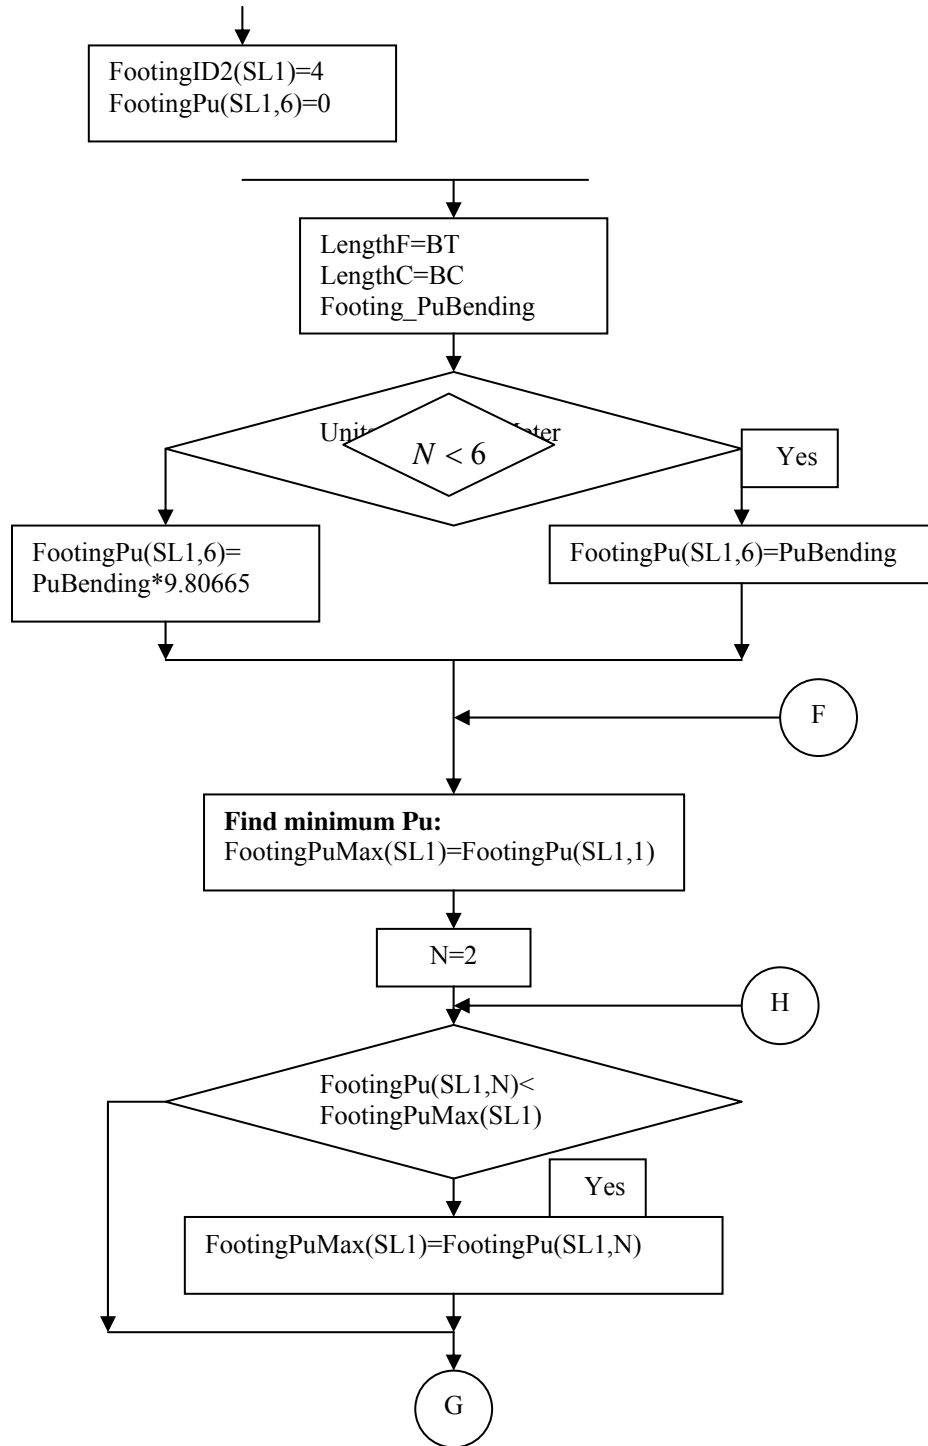 FootingID2(SL1)=4
FootingPu(SL1,6)=0
LengthF=BT
LengthC=BC
Footing_PuBending
N < 6
Yes
FootingPu(SL1,6)=
PuBending*9.80665
FootingPu(SL1,6)=PuBending
F
Find minimum Pu:
FootingPuMax(SL1)=FootingPu(SL1,1)
N=2
H
FootingPu(SL1,N)<
FootingPuMax(SL1)
Yes
FootingPuMax(SL1)=FootingPu(SL1,N)
G